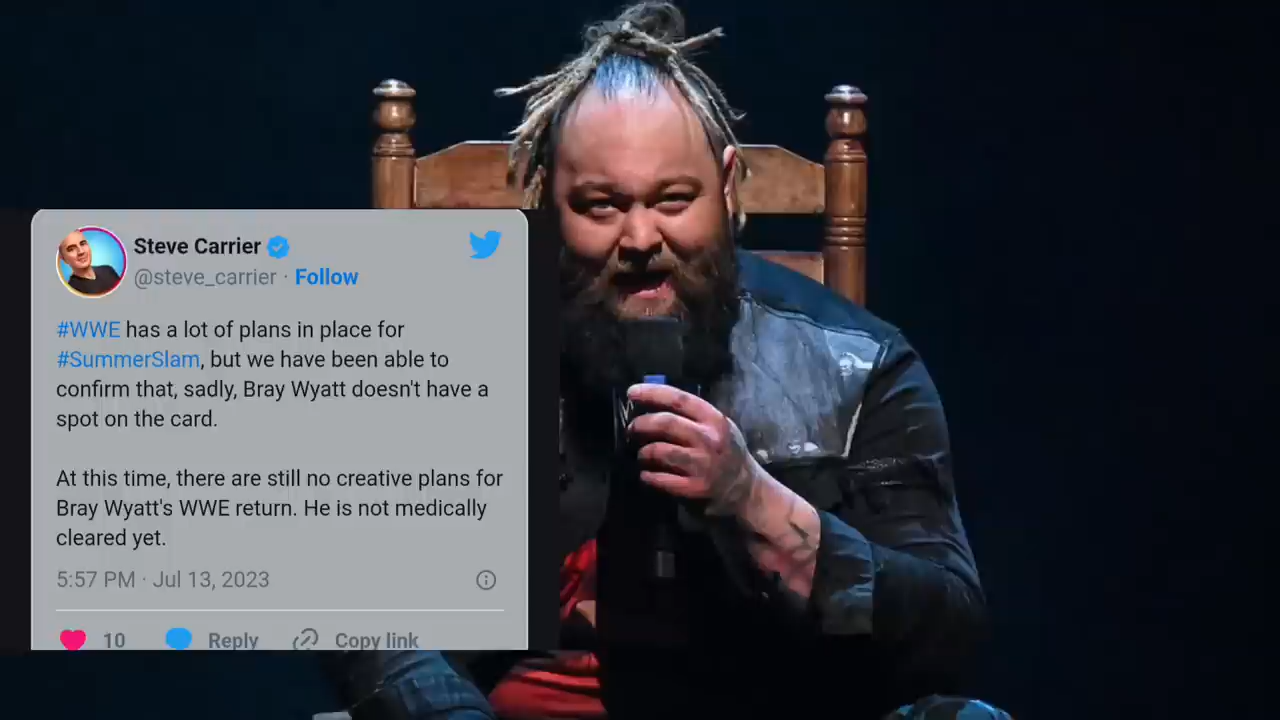 Steve Carrier
@steve_carrier · Follow
#WWE has a lot of plans in place for
#SummerSlam, but we have been able to
confirm that, sadly, Bray Wyatt doesn't have a
spot on the card.
At this time, there are still no creative plans for
Bray Wyatt's WWE return. He is not medically
cleared yet.
5:57 PM · Jul 13, 2023
10 Reply Copy link